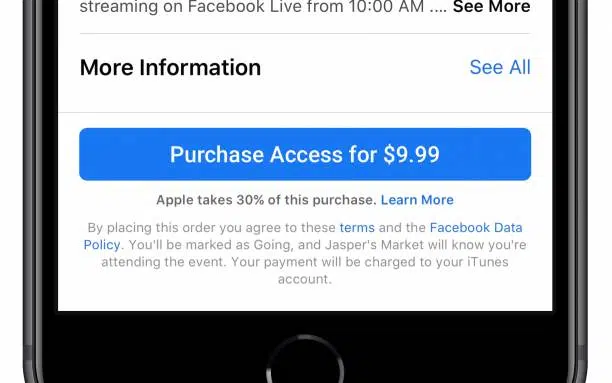 streaming on Facebook Live from 10:00 AM .... See More
More Information
See All
Purchase Access for $9.99
Apple takes 30% of this purchase. Learn More
By placing this order you agree to these terms and the Facebook Data
Policy. You'll be marked as Going, and Jasper's Market will know you're
attending the event. Your payment will be charged to your iTunes
account.